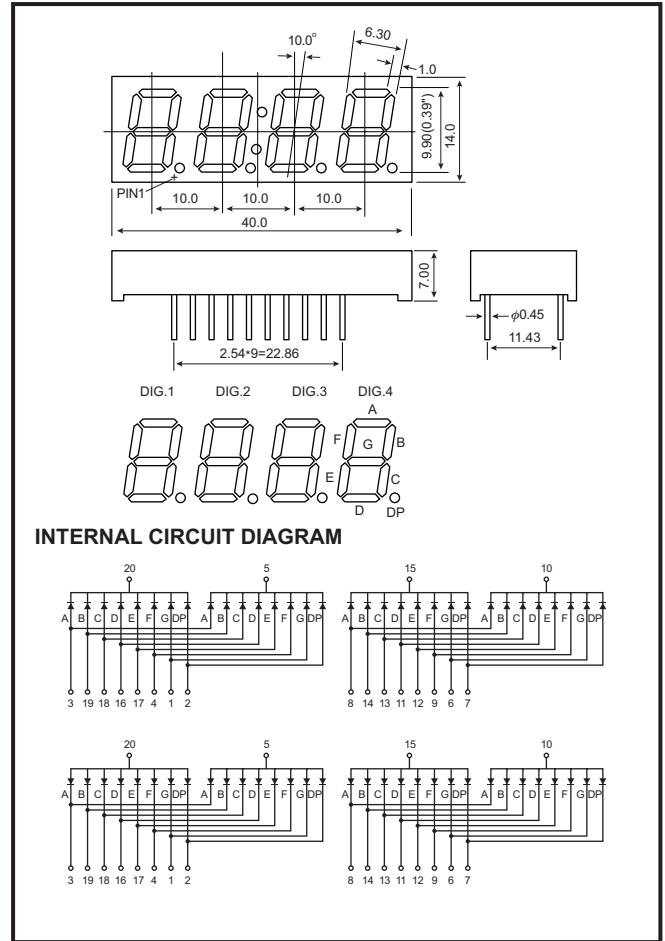 10.0°
6.30
1.0
9.90(0.39")
14.0
PIN1
10.0 10.0 10.0
40.0
7.00
ϕ0.45
11.43
2.54*9=22.86
DIG.1 DIG.2 DIG.3 DIG.4
A
F B
G
E C
D DP
INTERNAL CIRCUIT DIAGRAM
20 5 15 10
A B C D E F G DP A B C D E F G DP A B C D E F G DP A B C D E F G DP
3 19 18 16 17 4 1 2 8 14 13 11 12 9 6 7
20 5 15 10
A B C D E F G DP A B C D E F G DP A B C D E F G DP A B C D E F G DP
3 19 18 16 17 4 1 2 8 14 13 11 12 9 6 7